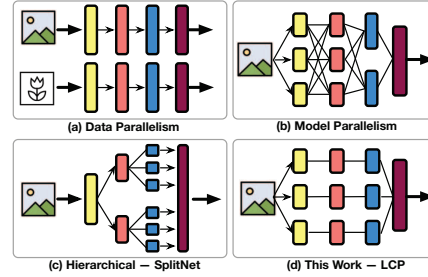 (a) Data Parallelism
(b) Model Parallelism
(c) Hierarchical — SplitNet
(d) This Work — LCP